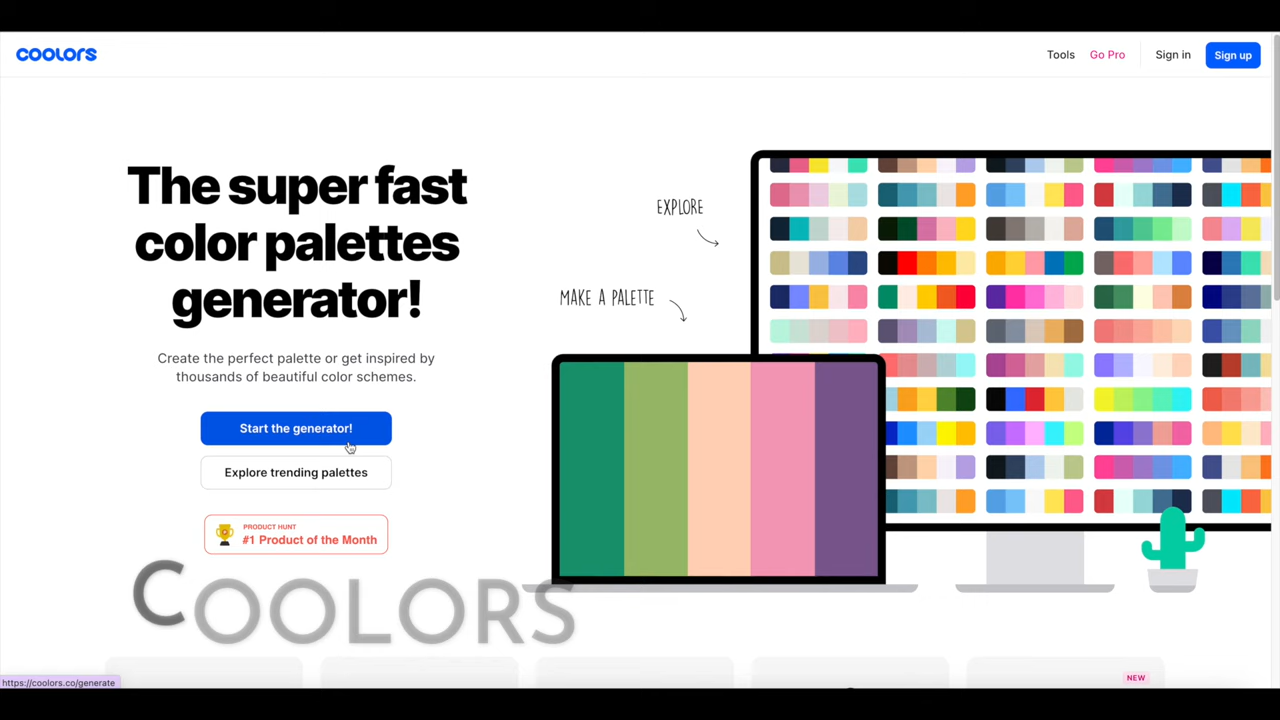 COOLORS
Tools
Go Pro
Sign in
Sign up
The super fast
color palettes
generator!
Create the perfect palette or get inspired by
thousands of beautiful color schemes.
Start the generator!
Explore trending palettes
PRODUCT HUNT
#1 Product of the Month
EXPLORE
MAKE A PALETTE
COOLORS
NEW
https://coolors.co/generate